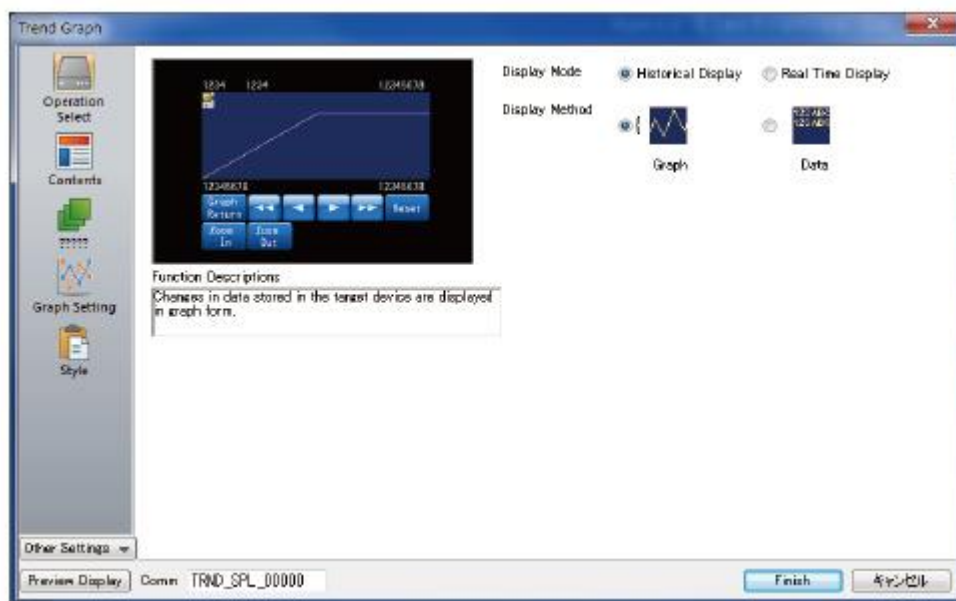 Trend Graph
Operation
Select
Contents
?????
Graph Setting
Style
Other Settings
1234 1234 12345678
12345678 12345678
Graph
Return
Reset
Zoom
In
Zoom
Out
Function Descriptions
Changes in data stored in the target device are displayed
in graph form.
Display Mode Historical Display Real Time Display
Display Method
Graph Data
Preview Display Comm TRND_SPL_00000 Finish キャンセル